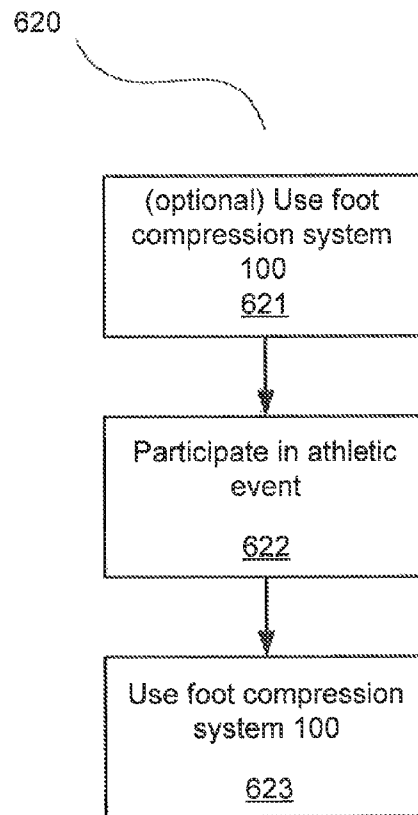 620
(optional) Use foot
compression system
100
621
Participate in athletic
event
622
Use foot compression
system 100
623